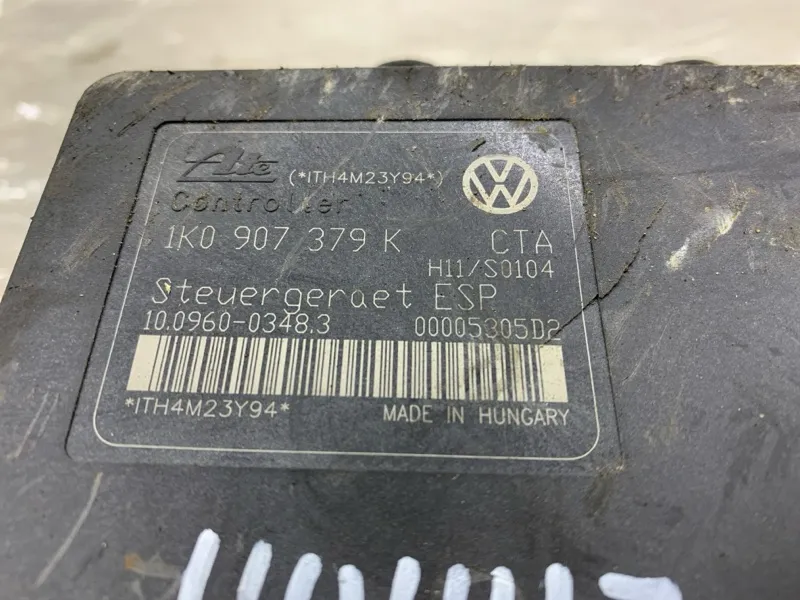 Ate (*ITH4M23Y94*)
Controller
1K0 907 379 K CTA
H11/S0104
Steuergeraet ESP
10.0960-0348.3 00005305D2
*ITH4M23Y94* MADE IN HUNGARY